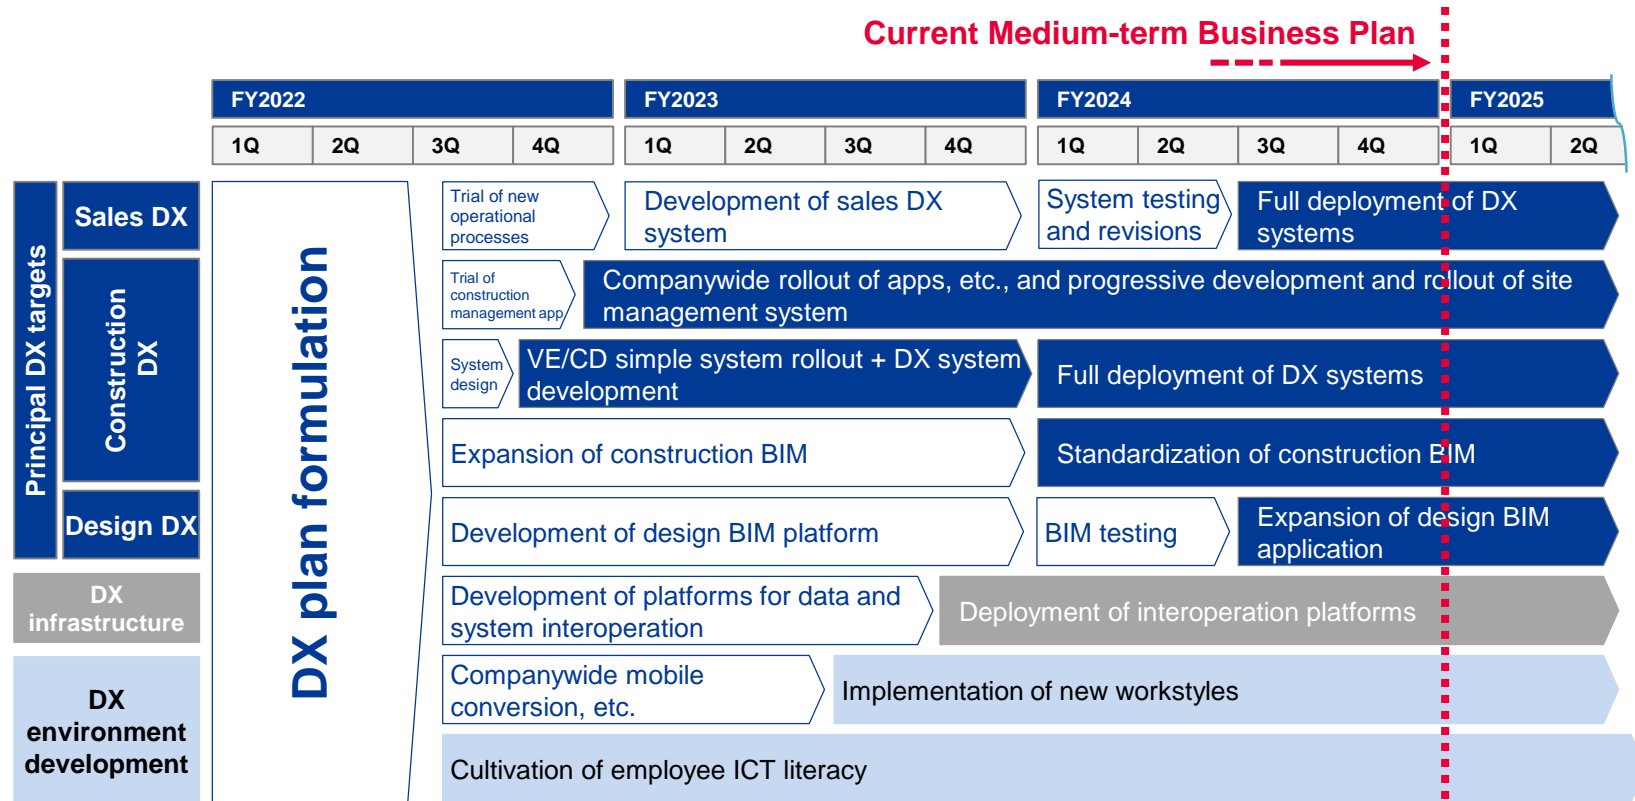 Current Medium-term Business Plan
FY2022
FY2023
FY2024
FY2025
1Q
2Q
3Q
4Q
1Q
2Q
3Q
4Q
1Q
2Q
3Q
4Q
1Q
2Q
Principal DX targets
Sales DX
Construction
DX
Design DX
DX
infrastructure
DX
environment
development
DX plan formulation
Trial of new
operational
processes
Development of sales DX
system
System testing
and revisions
Full deployment of DX
systems
Trial of
construction
management app
Companywide rollout of apps, etc., and progressive development and rollout of site
management system
System
design
VE/CD simple system rollout + DX system
development
Full deployment of DX systems
Expansion of construction BIM
Standardization of construction BIM
Development of design BIM platform
BIM testing
Expansion of design BIM
application
Development of platforms for data and
system interoperation
Deployment of interoperation platforms
Companywide mobile
conversion, etc.
Implementation of new workstyles
Cultivation of employee ICT literacy